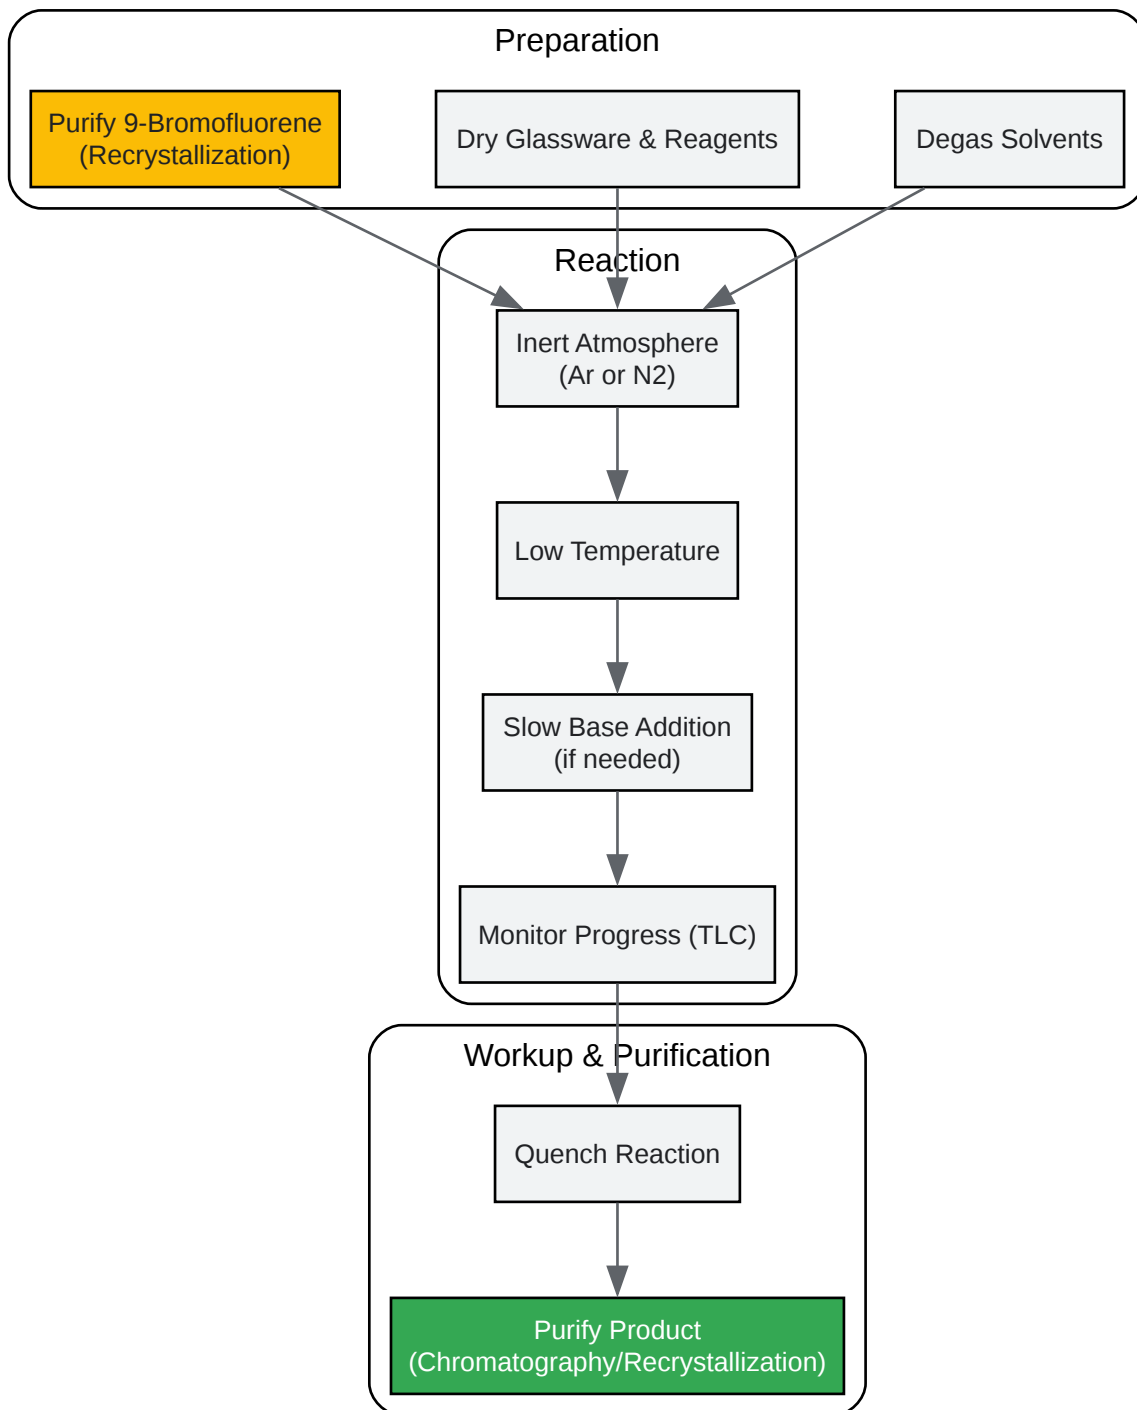 Preparation
Purify 9-Bromofluorene
(Recrystallization)
Dry Glassware & Reagents
Degas Solvents
Reaction
Inert Atmosphere
(Ar or N2)
Low Temperature
Slow Base Addition
(if needed)
Monitor Progress (TLC)
Workup & Purification
Quench Reaction
Purify Product
(Chromatography/Recrystallization)